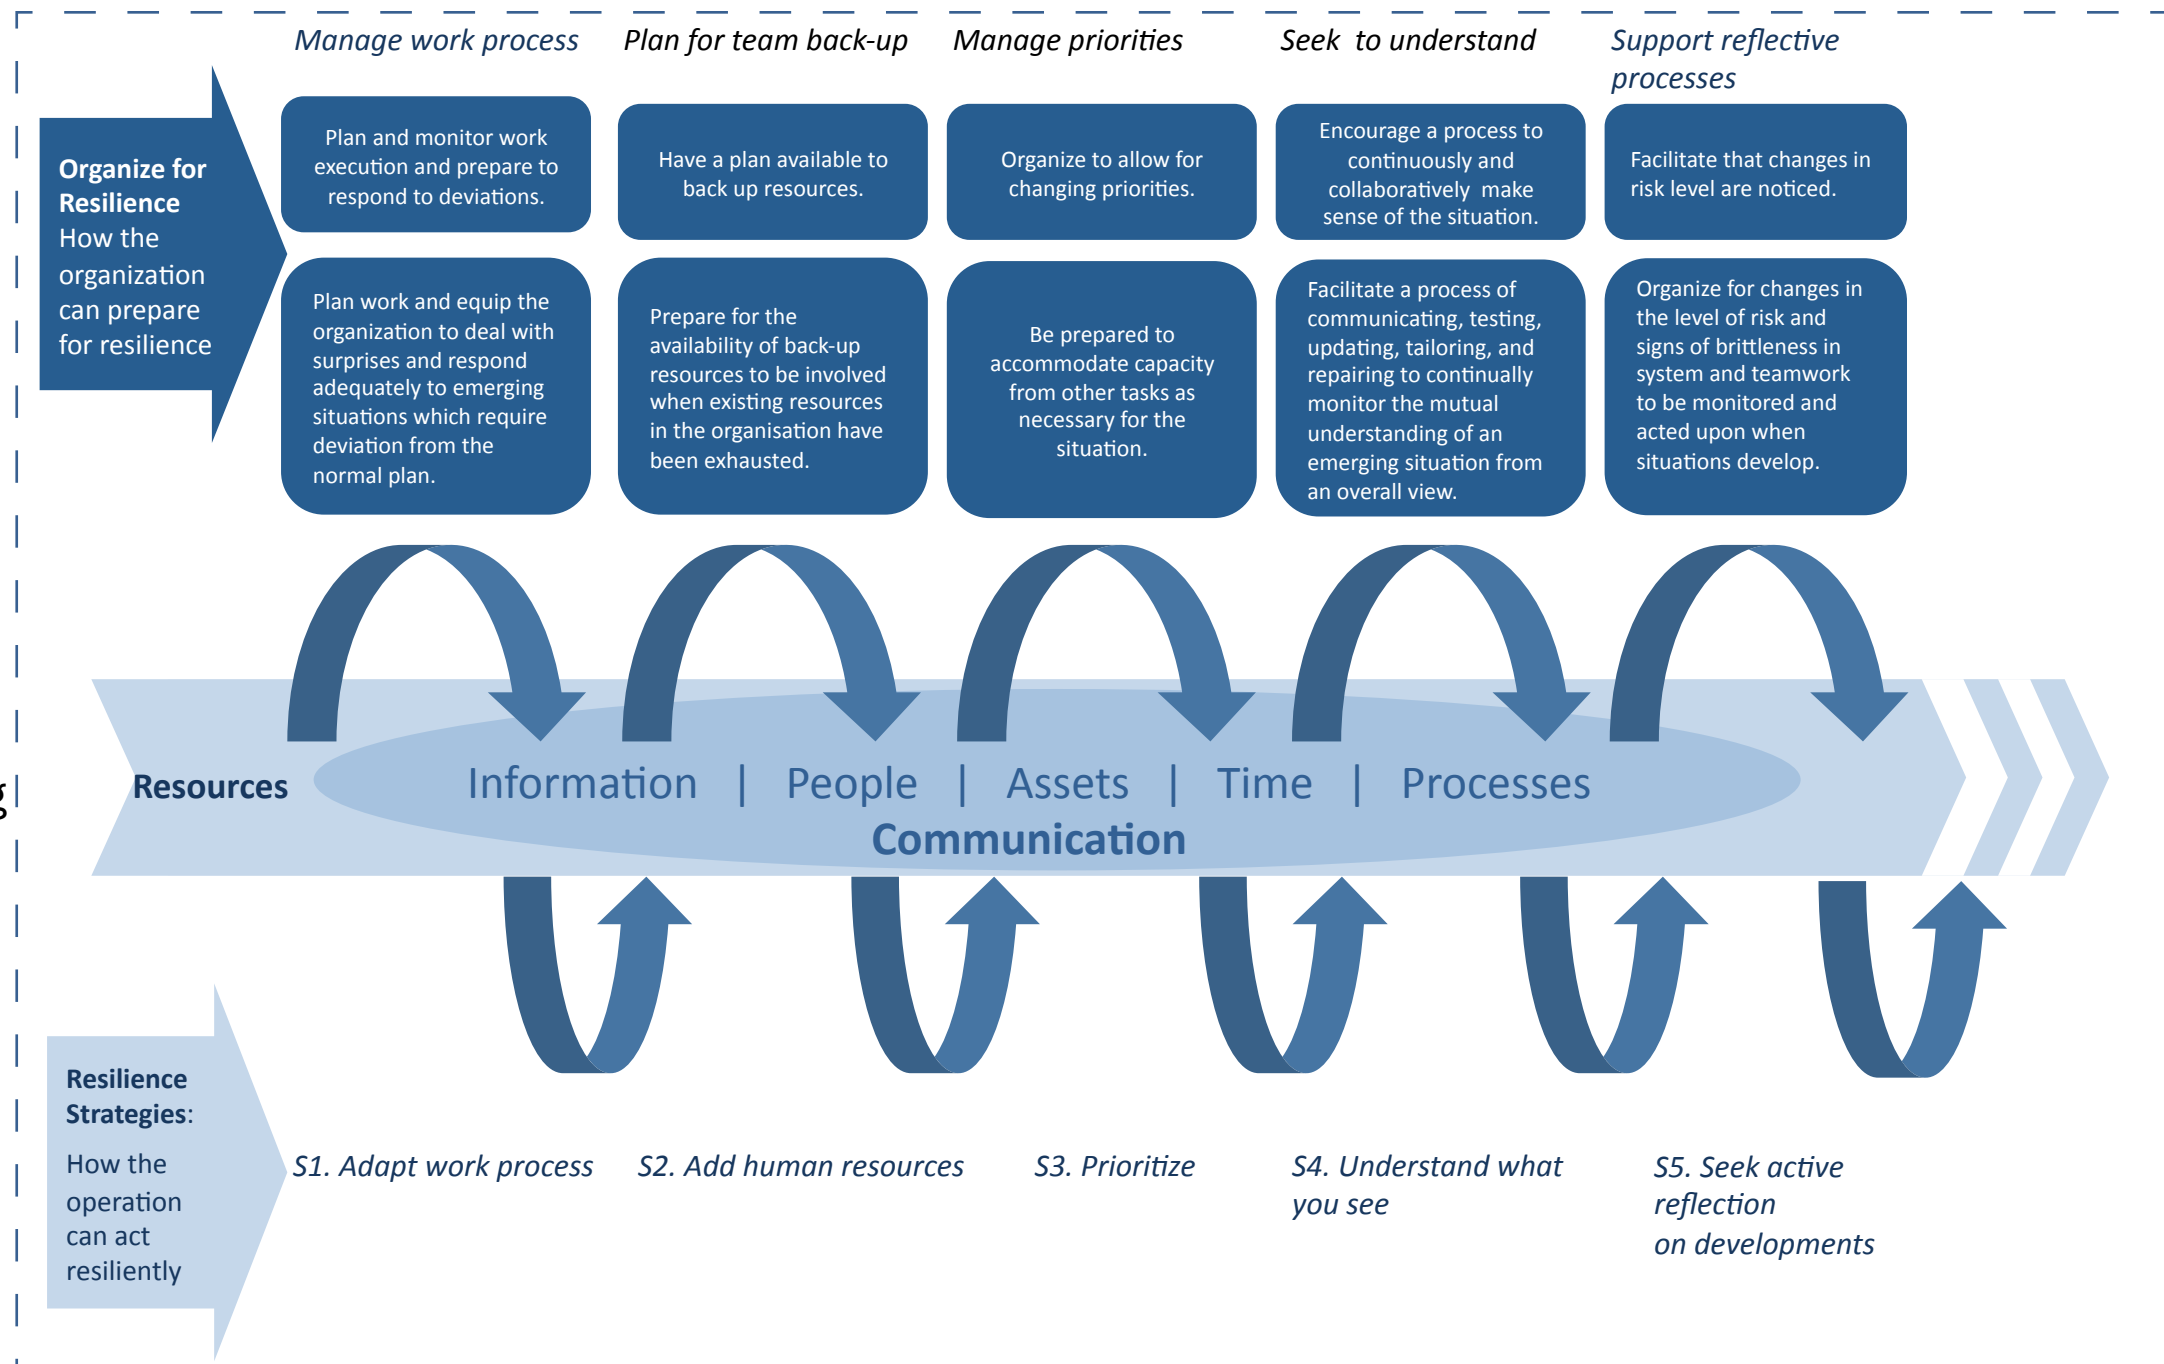 Manage work process
Plan for team back-up
Manage priorities
Seek to understand
Support reflective
processes
Organize for
Resilience
How the
organization
can prepare
for resilience
Plan and monitor work
execution and prepare to
respond to deviations.
Have a plan available to
back up resources.
Organize to allow for
changing priorities.
Encourage a process to
continuously and
collaboratively make
sense of the situation.
Facilitate that changes in
risk level are noticed.
Plan work and equip the
organization to deal with
surprises and respond
adequately to emerging
situations which require
deviation from the
normal plan.
Prepare for the
availability of back-up
resources to be involved
when existing resources
in the organisation have
been exhausted.
Be prepared to
accommodate capacity
from other tasks as
necessary for the
situation.
Facilitate a process of
communicating, testing,
updating, tailoring, and
repairing to continually
monitor the mutual
understanding of an
emerging situation from
an overall view.
Organize for changes in
the level of risk and
signs of brittleness in
system and teamwork
to be monitored and
acted upon when
situations develop.
g
Resources
Information | People | Assets | Time | Processes
Communication
Resilience
Strategies:
How the
operation
can act
resiliently
S1. Adapt work process
S2. Add human resources
S3. Prioritize
S4. Understand what
you see
S5. Seek active
reflection
on developments